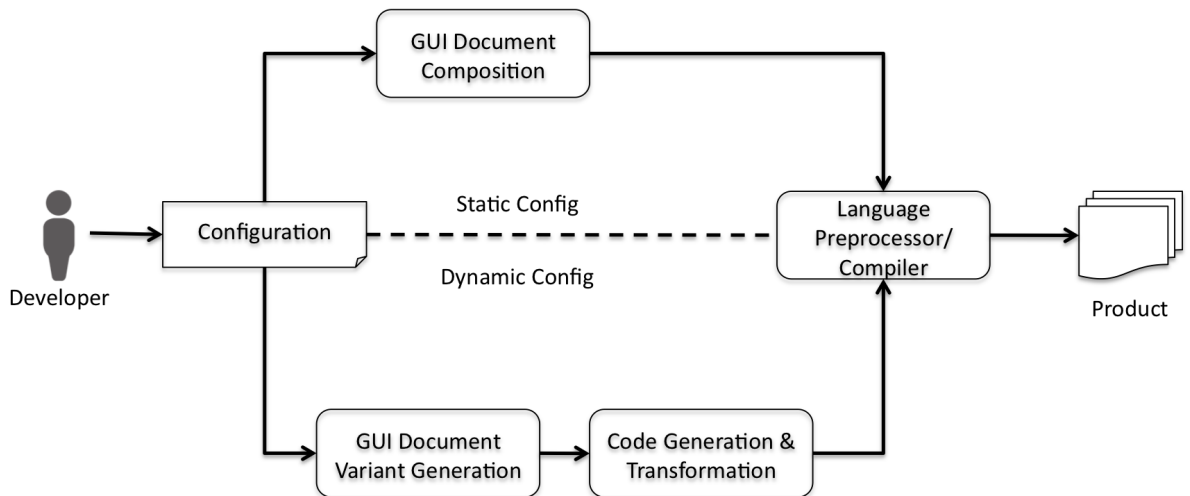 GUI Document
Composition
Static Config
Configuration
Language
Preprocessor/
Compiler
Dynamic Config
Developer
Product
GUI Document
Variant Generation
Code Generation &
Transformation